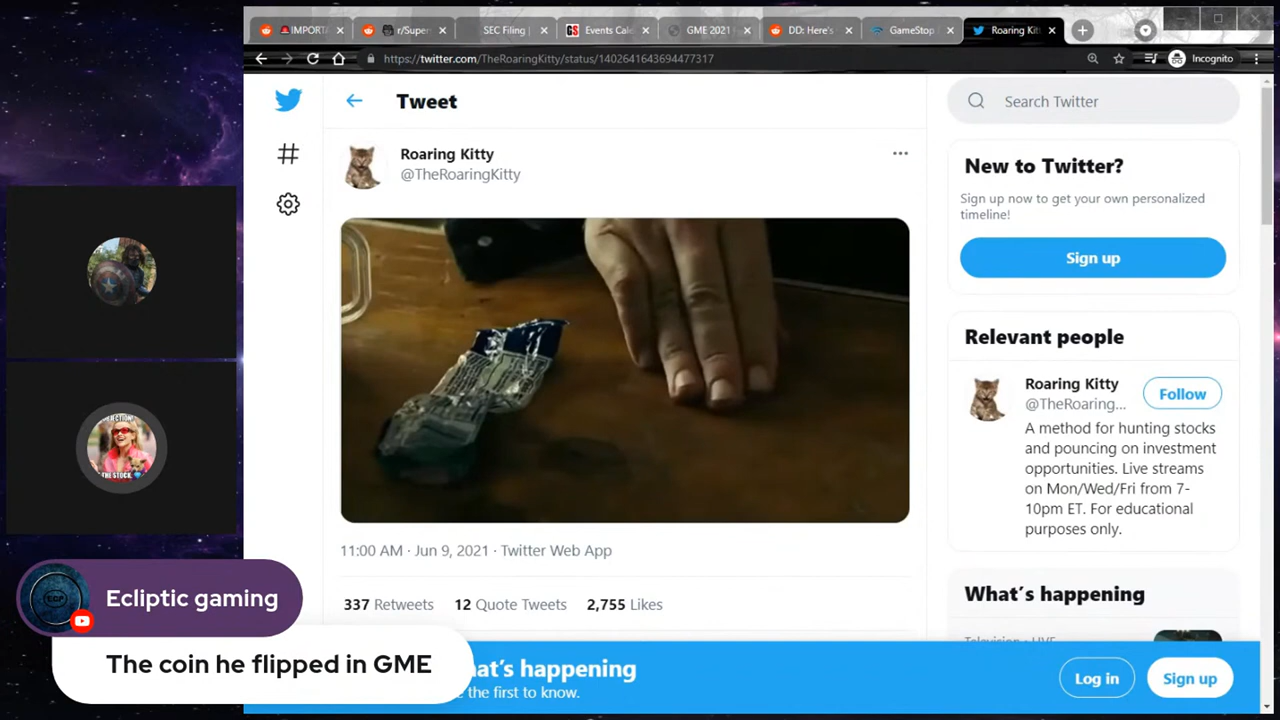 IMPORTA
r/Super
SEC Filing |
Events Cale
GME 2021
DD: Here's
GameStop
Roaring Kit
https://twitter.com/TheRoaringKitty/status/1402641643694477317
Incognito
Tweet
Search Twitter
Roaring Kitty
@TheRoaringKitty
New to Twitter?
Sign up now to get your own personalized
timeline!
Sign up
Relevant people
Roaring Kitty
@TheRoaring...
Follow
A method for hunting stocks
and pouncing on investment
opportunities. Live streams
on Mon/Wed/Fri from 7-
10pm ET. For educational
purposes only.
THE STOCK
11:00 AM · Jun 9, 2021 · Twitter Web App
337 Retweets 12 Quote Tweets 2,755 Likes
What's happening
Ecliptic gaming
The coin he flipped in GME
at's happening
the first to know.
Log in
Sign up